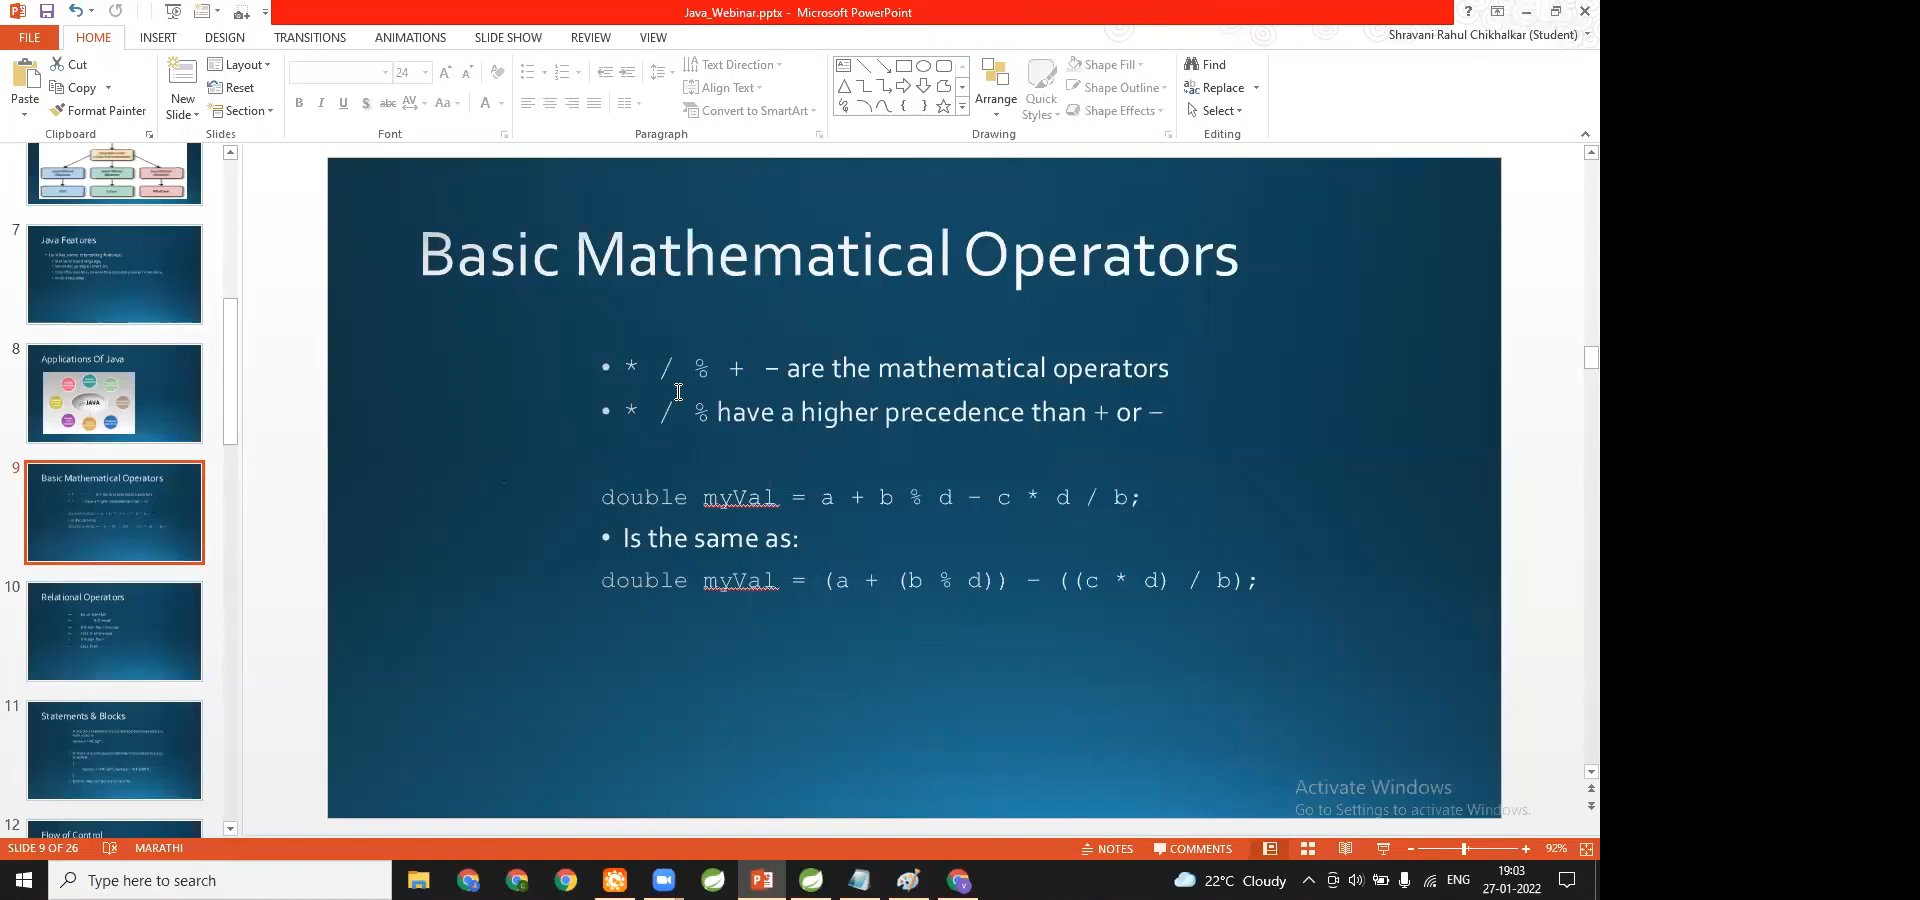 Java_Webinar.pptx - Microsoft PowerPoint
FILE HOME INSERT DESIGN TRANSITIONS ANIMATIONS SLIDE SHOW REVIEW VIEW
Shravani Rahul Chikhalkar (Student)
Paste
Cut
Copy
Format Painter
Clipboard
New Slide
Layout
Reset
Section
Slides
24
Font
Text Direction
Align Text
Convert to SmartArt
Paragraph
Arrange
Quick Styles
Shape Fill
Shape Outline
Shape Effects
Drawing
Find
Replace
Select
Editing
7
Java Features
8
Applications Of Java
JAVA
9
Basic Mathematical Operators
10
Relational Operators
11
Statements & Blocks
12
Flow of Control
Basic Mathematical Operators
• * / % + - are the mathematical operators
• * / % have a higher precedence than + or -
double myVal = a + b % d - c * d / b;
• Is the same as:
double myVal = (a + (b % d)) - ((c * d) / b);
Activate Windows
Go to Settings to activate Windows.
SLIDE 9 OF 26 MARATHI NOTES COMMENTS 92%
Type here to search
22°C Cloudy
ENG
19:03
27-01-2022